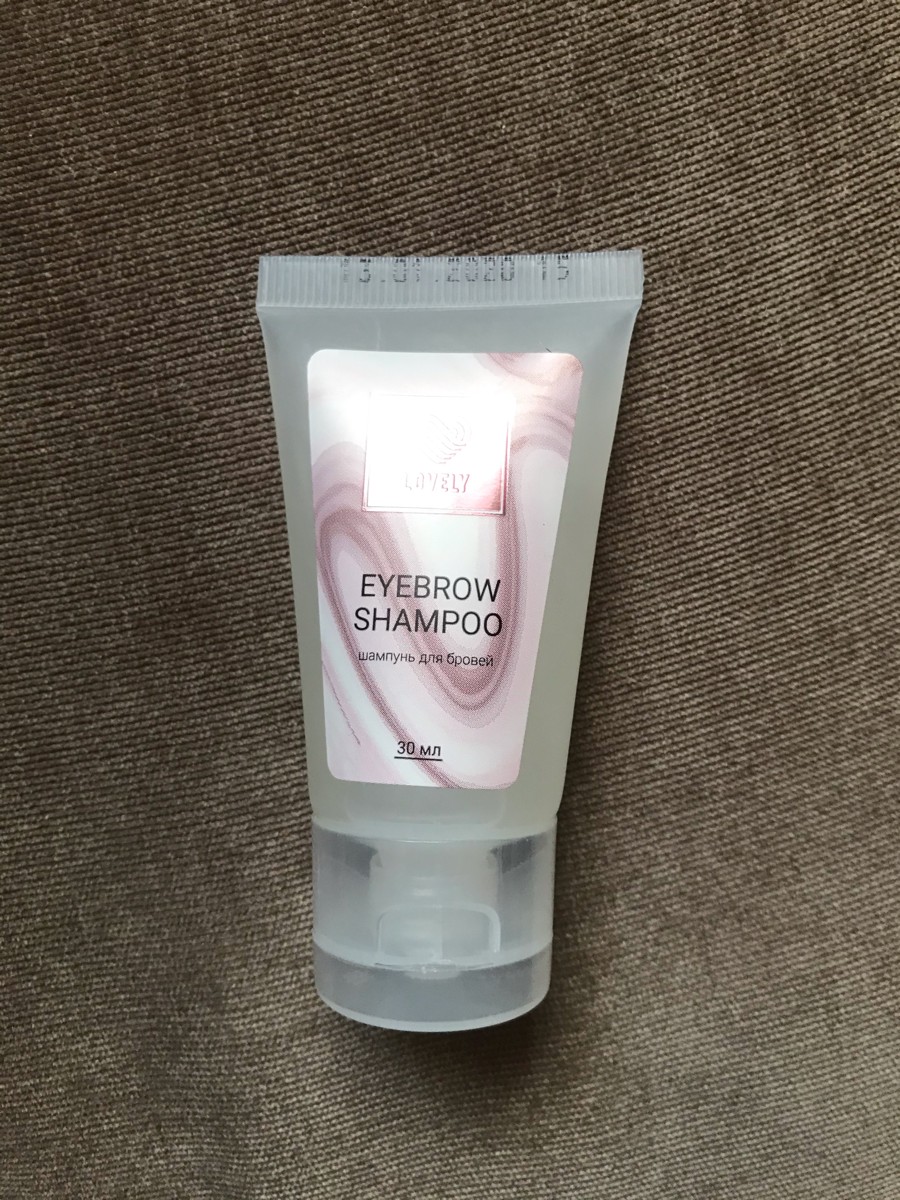 13.01.2020 15
LOVELY
EYEBROW
SHAMPOO
шампунь для бровей
30 мл